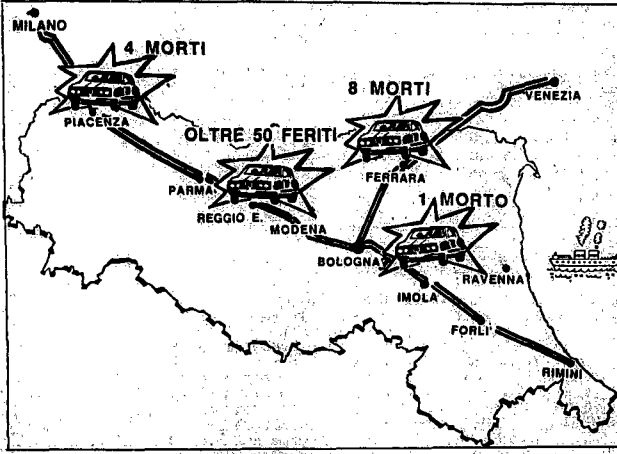 MILANO
4 MORTI
PIACENZA
8 MORTI
VENEZIA
OLTRE 50 FERITI
FERRARA
PARMA
REGGIO E.
MODENA
1 MORTO
BOLOGNA
RAVENNA
IMOLA
FORLI'
RIMINI